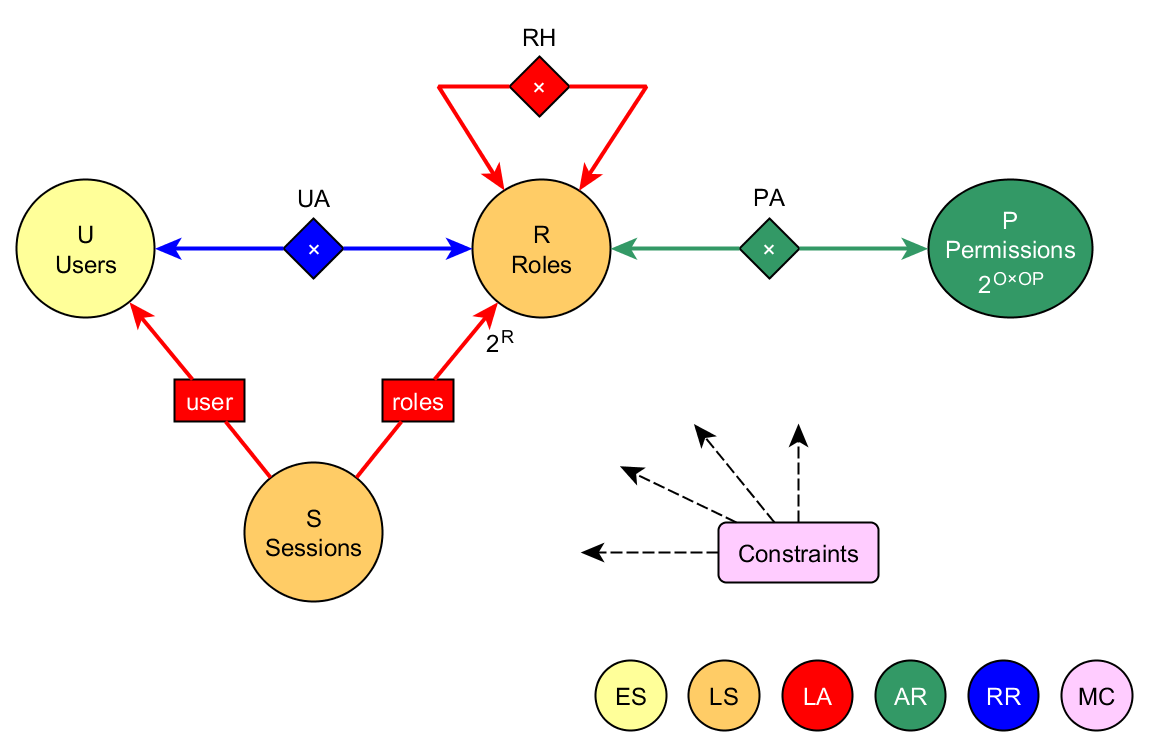 RH
×
UA
PA
U
Users
×
R
Roles
×
P
Permissions
2^O×OP
2^R
user
roles
S
Sessions
Constraints
ES
LS
LA
AR
RR
MC